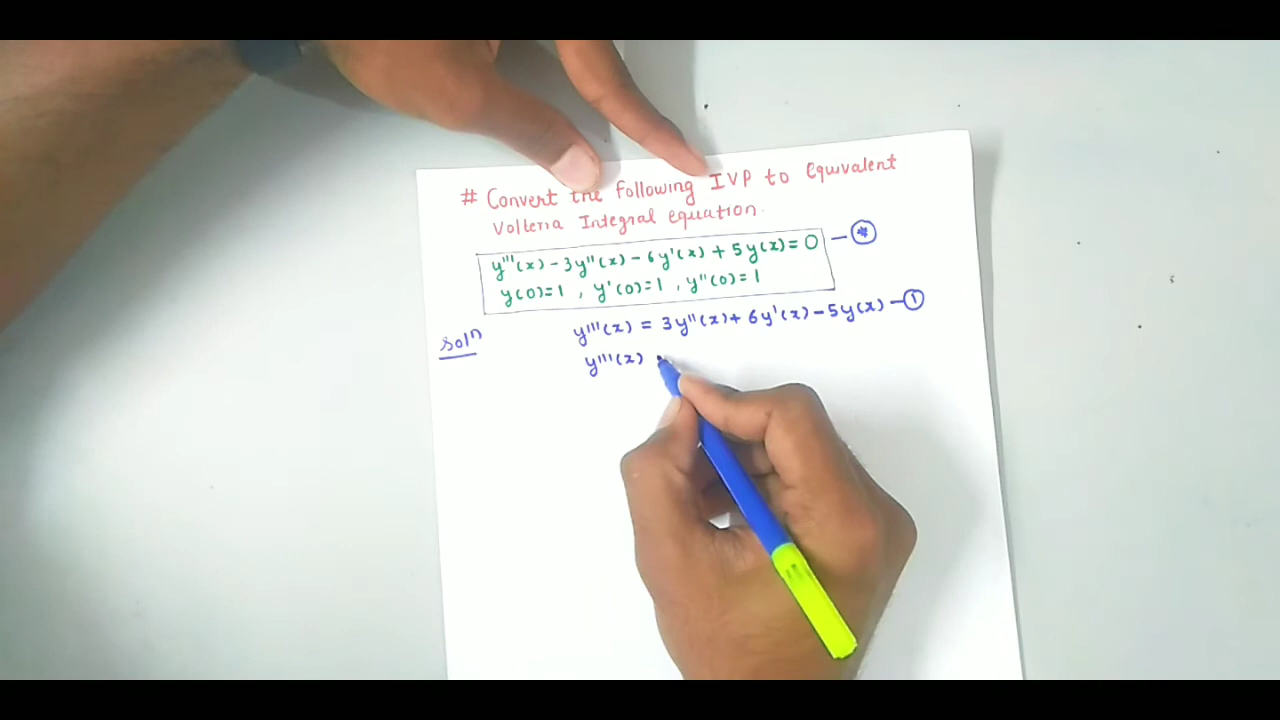 # Convert the following IVP to Equivalent
Volterra Integral equation.
y'''(x) - 3y''(x) - 6y'(x) + 5y(x) = 0 — (*)
y(0)=1 , y'(0)=1 , y''(0)=1
Solⁿ y'''(x) = 3y''(x) + 6y'(x) - 5y(x) — (1)
y'''(x)